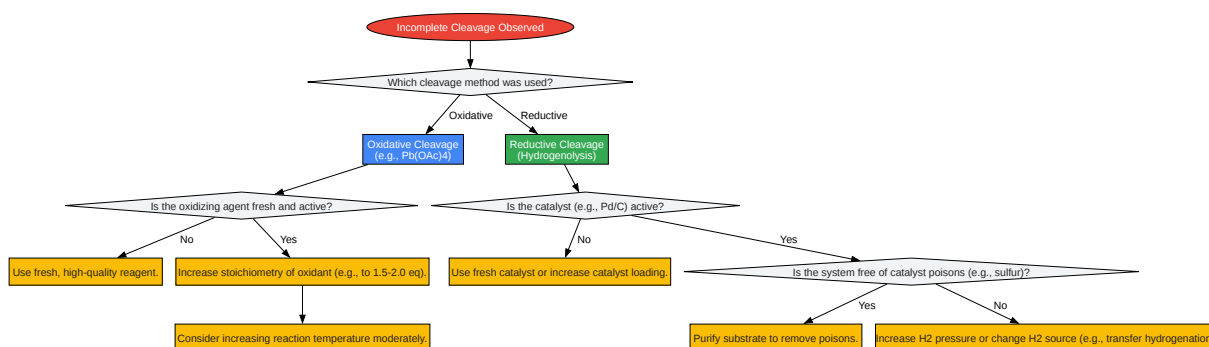 Incomplete Cleavage Observed
Which cleavage method was used?
Oxidative
Reductive
Oxidative Cleavage
(e.g., Pb(OAc)4)
Reductive Cleavage
(Hydrogenolysis)
Is the oxidizing agent fresh and active?
Is the catalyst (e.g., Pd/C) active?
No
Yes
No
Yes
Use fresh, high-quality reagent.
Increase stoichiometry of oxidant (e.g., to 1.5-2.0 eq).
Use fresh catalyst or increase catalyst loading.
Is the system free of catalyst poisons (e.g., sulfur)?
Yes
No
Consider increasing reaction temperature moderately.
Purify substrate to remove poisons.
Increase H2 pressure or change H2 source (e.g., transfer hydrogenation